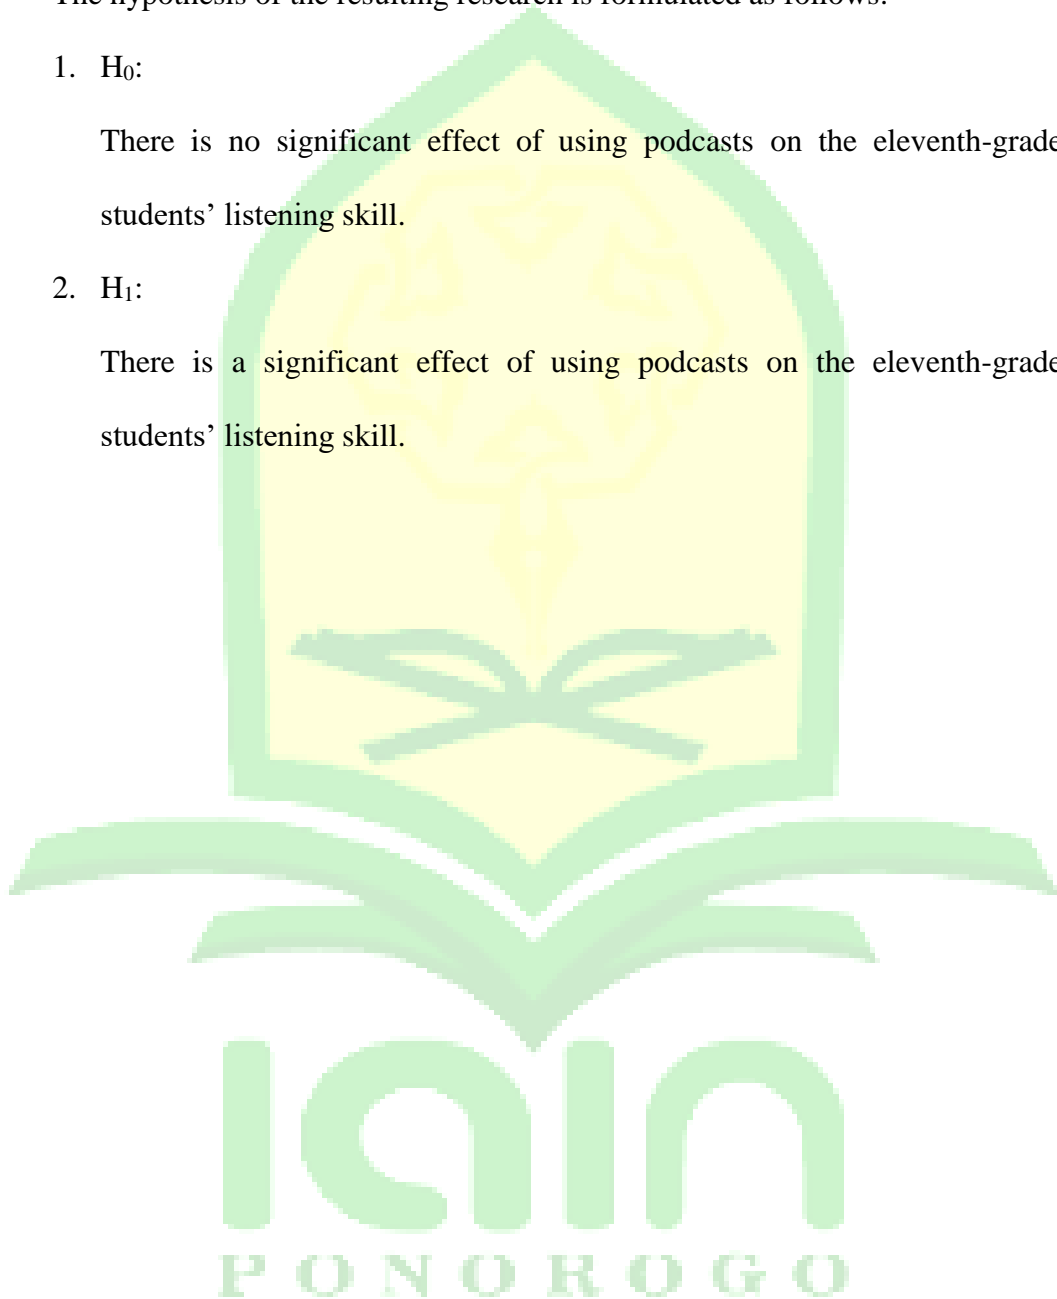 The hypothesis of the resulting research is formulated as follows:
1. H₀:
There is no significant effect of using podcasts on the eleventh-grade
students’ listening skill.
2. H₁:
There is a significant effect of using podcasts on the eleventh-grade
students’ listening skill.
iain
PONOROGO